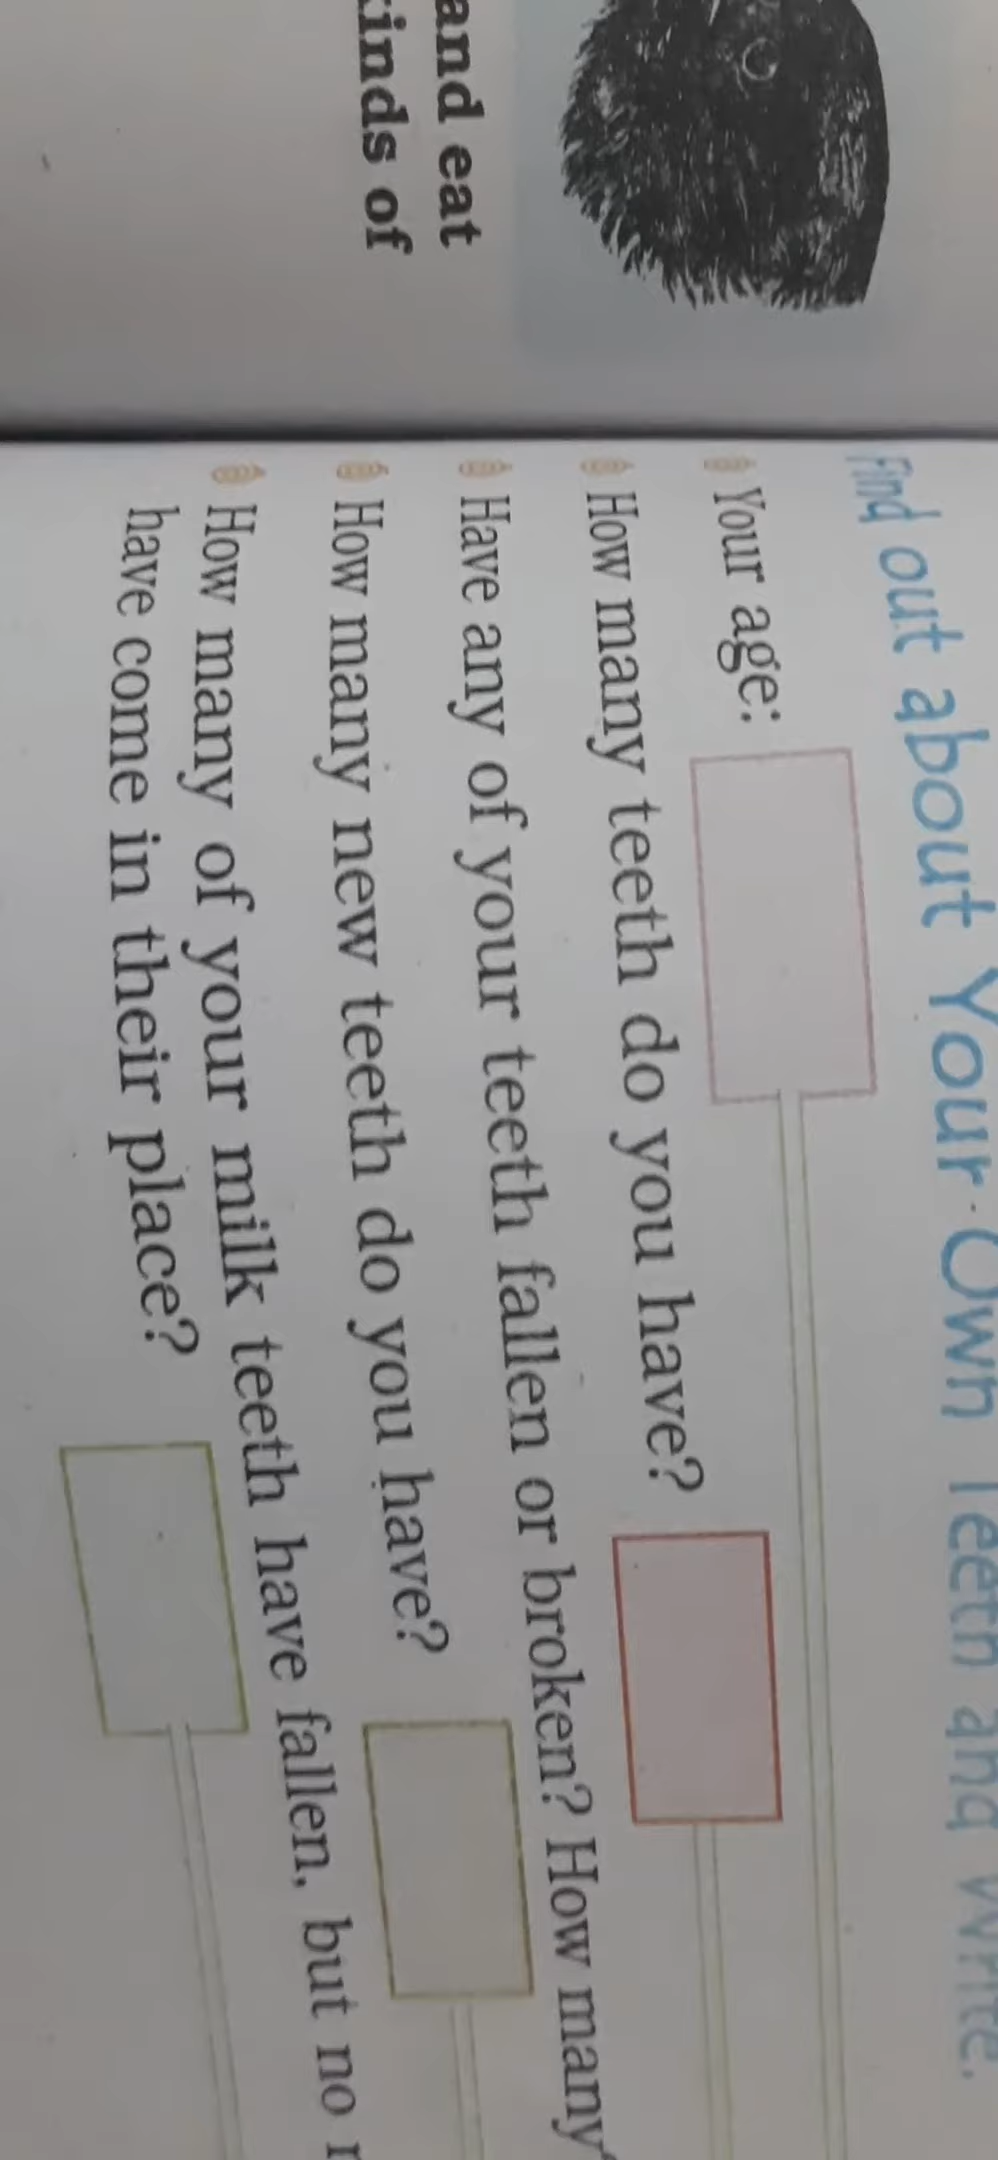 and eat
kinds of
Find out about Your Own Teeth and write.
Your age:
How many teeth do you have?
Have any of your teeth fallen or broken? How many
How many new teeth do you have?
How many of your milk teeth have fallen, but no
have come in their place?